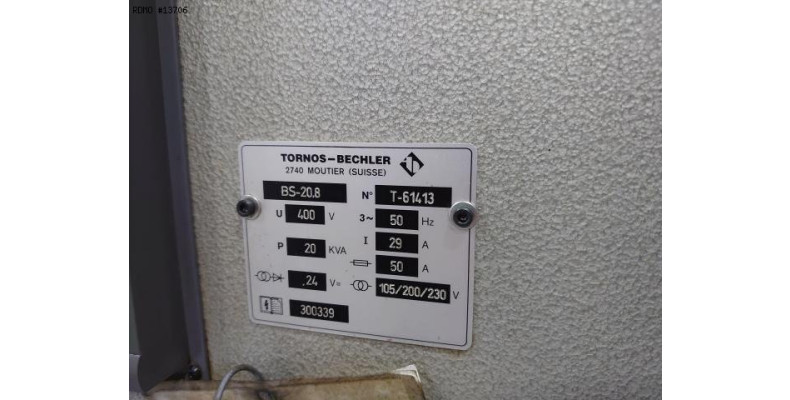 RDMO #13706
TORNOS-BECHLER
2740 MOUTIER (SUISSE)
BS-20.8 N° T-61413
U 400 V 3~ 50 Hz
I 29 A
P 20 KVA
50 A
.24 V= 105/200/230 V
300339